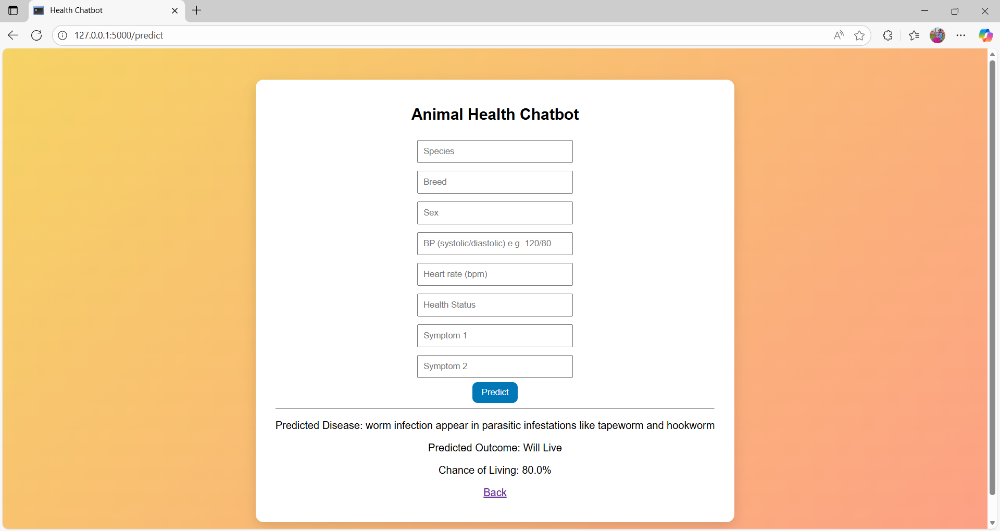 Health Chatbot
127.0.0.1:5000/predict
Animal Health Chatbot
Species
Breed
Sex
BP (systolic/diastolic) e.g. 120/80
Heart rate (bpm)
Health Status
Symptom 1
Symptom 2
Predict
Predicted Disease: worm infection appear in parasitic infestations like tapeworm and hookworm
Predicted Outcome: Will Live
Chance of Living: 80.0%
Back